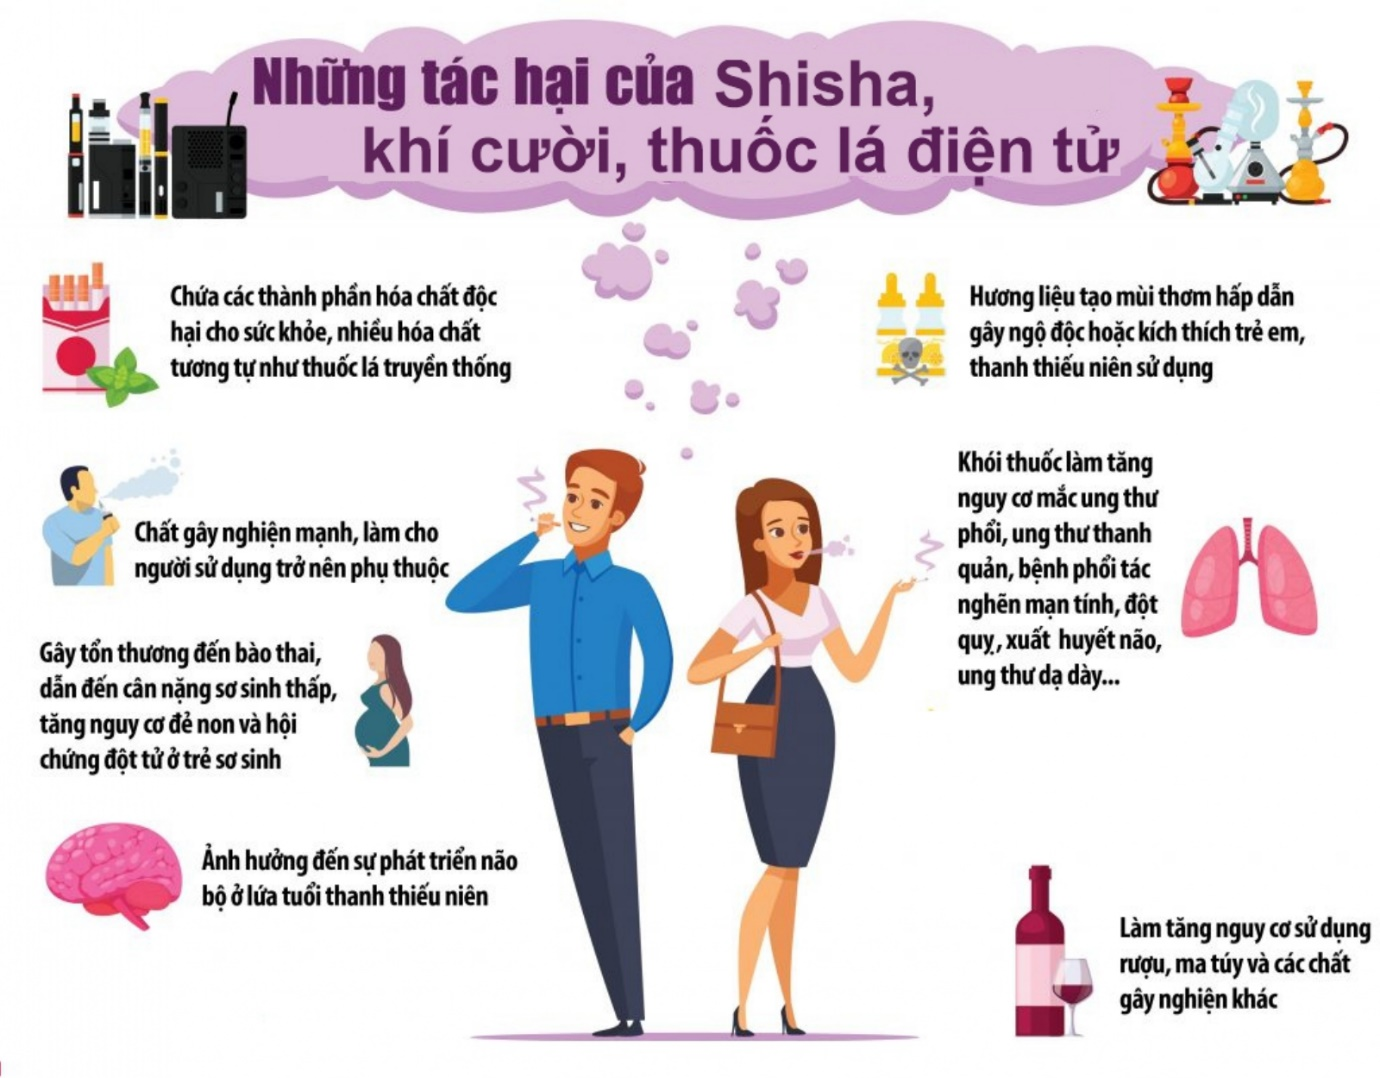 Những tác hại của Shisha,
khí cười, thuốc lá điện tử
Chứa các thành phần hóa chất độc
hại cho sức khỏe, nhiều hóa chất
tương tự như thuốc lá truyền thống
Hương liệu tạo mùi thơm hấp dẫn
gây ngộ độc hoặc kích thích trẻ em,
thanh thiếu niên sử dụng
Chất gây nghiện mạnh, làm cho
người sử dụng trở nên phụ thuộc
Khói thuốc làm tăng
nguy cơ mắc ung thư
phổi, ung thư thanh
quản, bệnh phổi tác
nghẽn mạn tính, đột
quỵ, xuất huyết não,
ung thư dạ dày...
Gây tổn thương đến bào thai,
dẫn đến cân nặng sơ sinh thấp,
tăng nguy cơ đẻ non và hội
chứng đột tử ở trẻ sơ sinh
Ảnh hưởng đến sự phát triển não
bộ ở lứa tuổi thanh thiếu niên
Làm tăng nguy cơ sử dụng
rượu, ma túy và các chất
gây nghiện khác